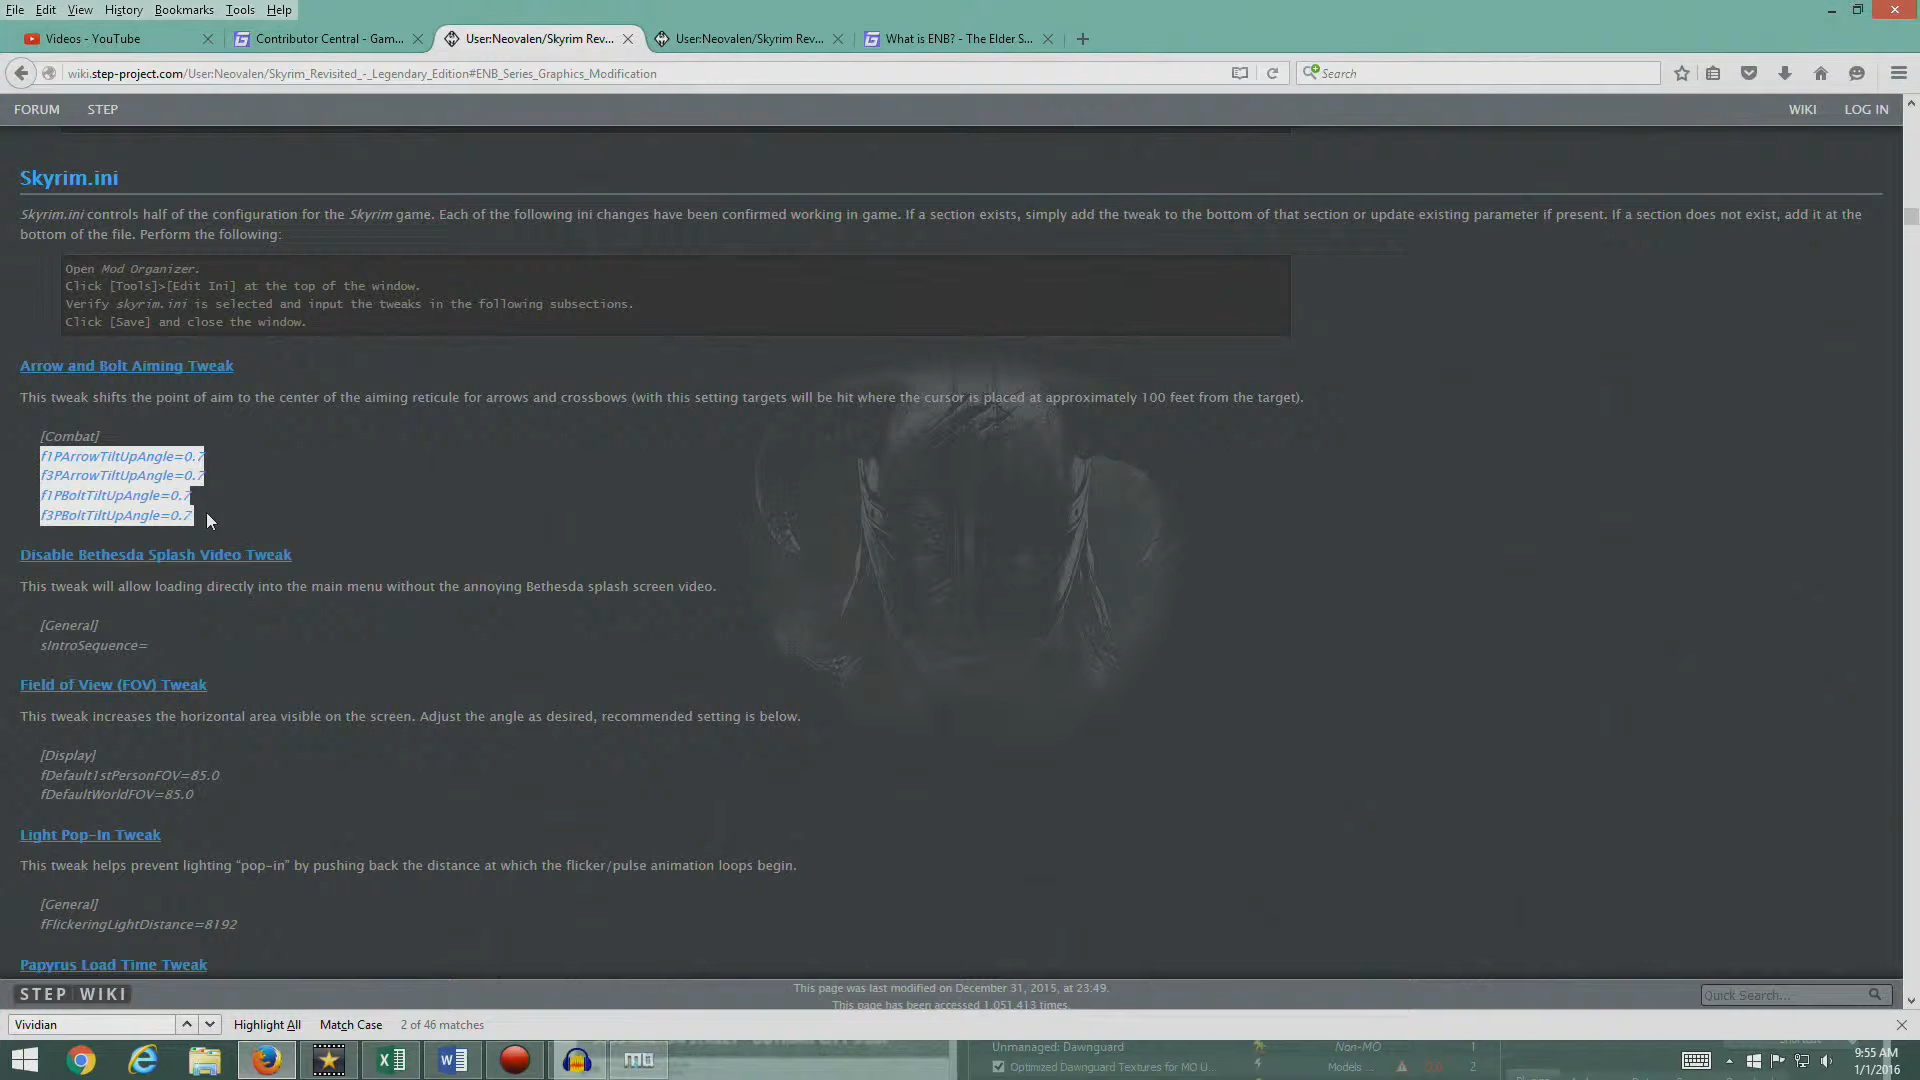 File Edit View History Bookmarks Tools Help
Videos - YouTube
Contributor Central - Gam...
User:Neovalen/Skyrim Rev...
User:Neovalen/Skyrim Rev...
What is ENB? - The Elder S...
wiki.step-project.com/User:Neovalen/Skyrim_Revisited_-_Legendary_Edition#ENB_Series_Graphics_Modification
Search
FORUM STEP WIKI LOG IN
Skyrim.ini
Skyrim.ini controls half of the configuration for the Skyrim game. Each of the following ini changes have been confirmed working in game. If a section exists, simply add the tweak to the bottom of that section or update existing parameter if present. If a section does not exist, add it at the
bottom of the file. Perform the following:
Open Mod Organizer.
Click [Tools]>[Edit Ini] at the top of the window.
Verify skyrim.ini is selected and input the tweaks in the following subsections.
Click [Save] and close the window.
Arrow and Bolt Aiming Tweak
This tweak shifts the point of aim to the center of the aiming reticule for arrows and crossbows (with this setting targets will be hit where the cursor is placed at approximately 100 feet from the target).
[Combat]
f1PArrowTiltUpAngle=0.7
f3PArrowTiltUpAngle=0.7
f1PBoltTiltUpAngle=0.7
f3PBoltTiltUpAngle=0.7
Disable Bethesda Splash Video Tweak
This tweak will allow loading directly into the main menu without the annoying Bethesda splash screen video.
[General]
sIntroSequence=
Field of View (FOV) Tweak
This tweak increases the horizontal area visible on the screen. Adjust the angle as desired, recommended setting is below.
[Display]
fDefault1stPersonFOV=85.0
fDefaultWorldFOV=85.0
Light Pop-In Tweak
This tweak helps prevent lighting “pop-in” by pushing back the distance at which the flicker/pulse animation loops begin.
[General]
fFlickeringLightDistance=8192
Papyrus Load Time Tweak
STEP WIKI
This page was last modified on December 31, 2015, at 23:49.
This page has been accessed 1,051,413 times.
Quick Search...
Vividian
Highlight All Match Case 2 of 46 matches
Unmanaged: Dawnguard Non-MO 1
Optimized Dawnguard Textures for MO U... Models ... 2
9:55 AM
1/1/2016